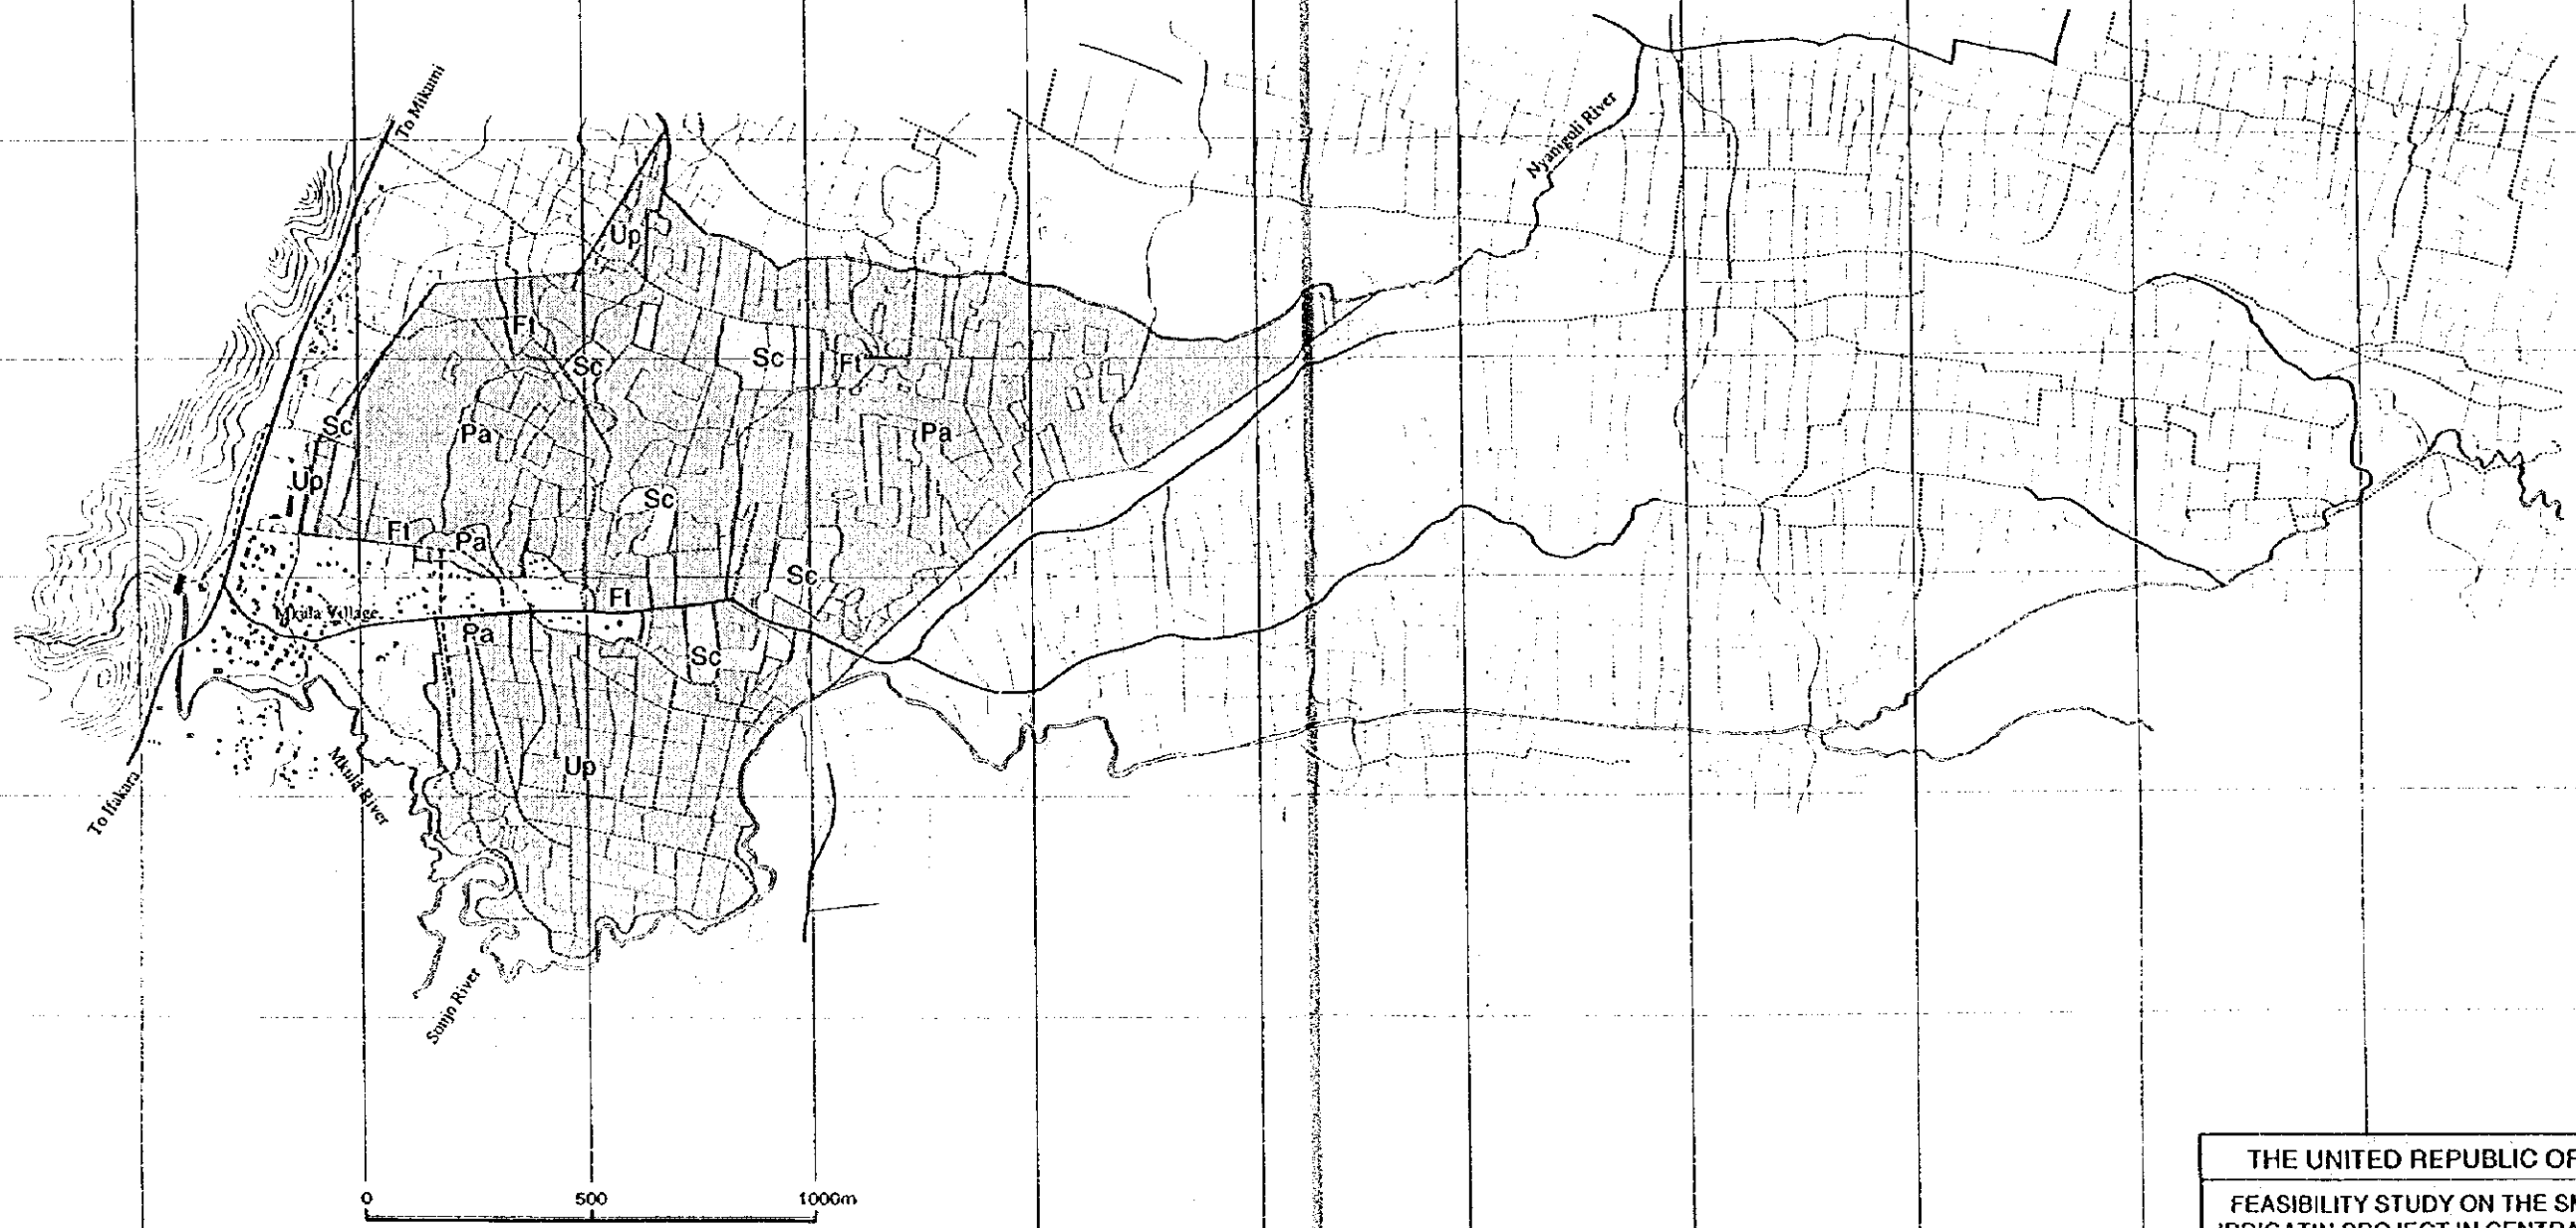 To Mikumi
Nyaniguli River
Up
Ft
Sc
Sc
Ft
Sc
Pa
Pa
Up
Sc
Ft
Pa
Sc
Ft
Mkula Village
Pa
Sc
Up
Mkula River
To Ifakara
Sonjo River
0 500 1000m
THE UNITED REPUBLIC OF
FEASIBILITY STUDY ON THE